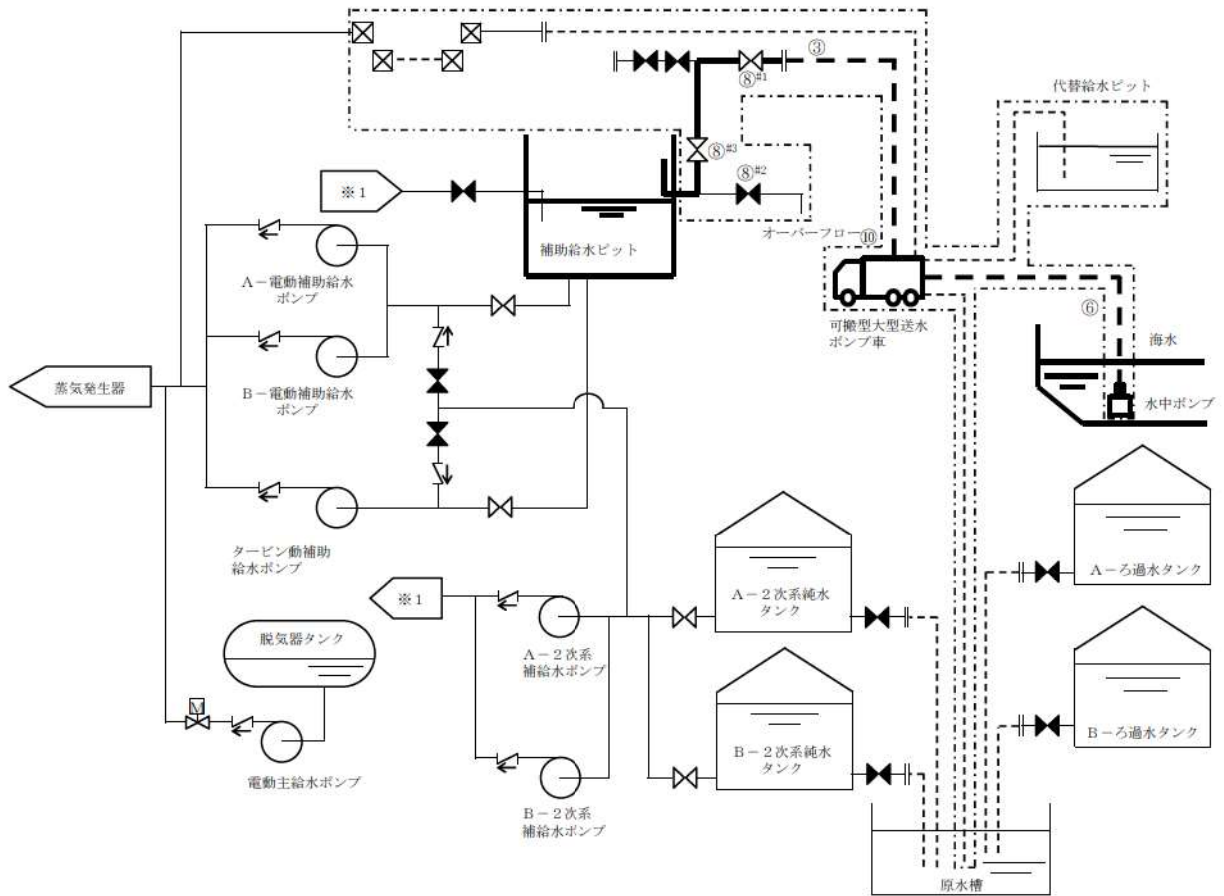 ③
⑧#1
代替給水ピット
⑧#3
⑧#2
※1
オーバーフロー
⑩
補助給水ピット
A－電動補助給水
ポンプ
可搬型大型送水
ポンプ車
⑥
海水
水中ポンプ
蒸気発生器
B－電動補助給水
ポンプ
タービン動補助
給水ポンプ
A－2次系純水
タンク
A－ろ過水タンク
※1
脱気器タンク
A－2次系
補給水ポンプ
M
B－2次系純水
タンク
B－ろ過水タンク
電動主給水ポンプ
B－2次系
補給水ポンプ
原水槽